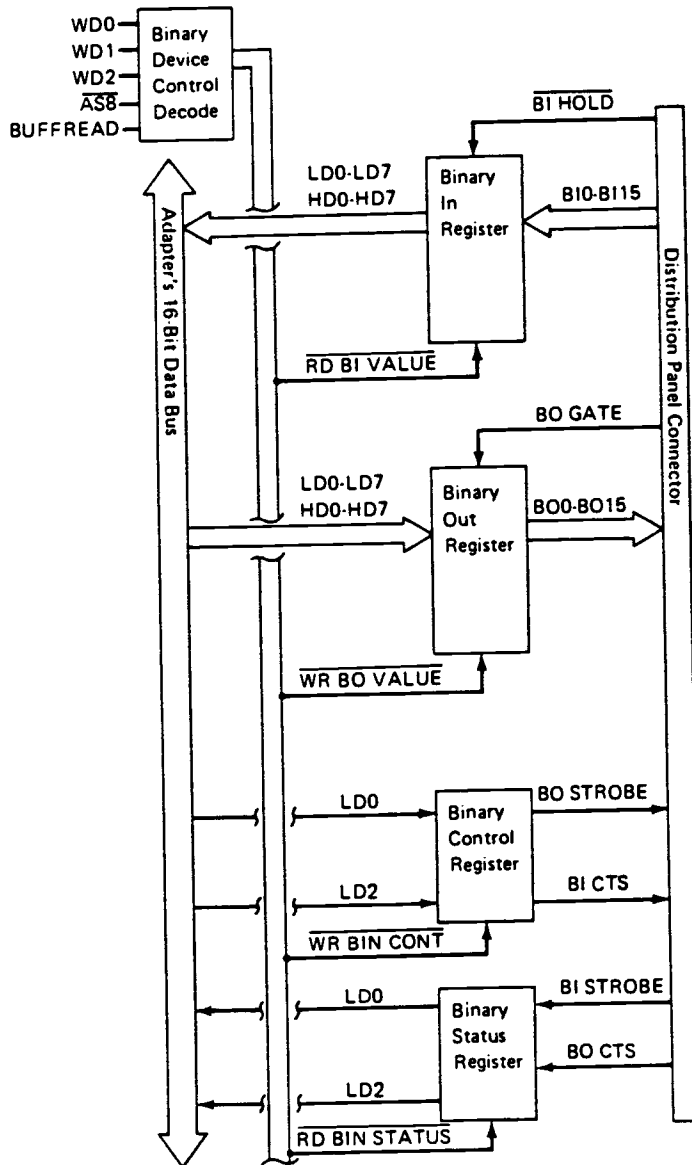 WD0
WD1
WD2
AS8
BUFFREAD
Binary
Device
Control
Decode
BI HOLD
LD0-LD7
HD0-HD7
Binary
In
Register
BI0-BI15
RD BI VALUE
Adapter's 16-Bit Data Bus
Distribution Panel Connector
BO GATE
LD0-LD7
HD0-HD7
Binary
Out
Register
BO0-BO15
WR BO VALUE
LD0
Binary
Control
Register
BO STROBE
LD2
BI CTS
WR BIN CONT
LD0
Binary
Status
Register
BI STROBE
BO CTS
LD2
RD BIN STATUS